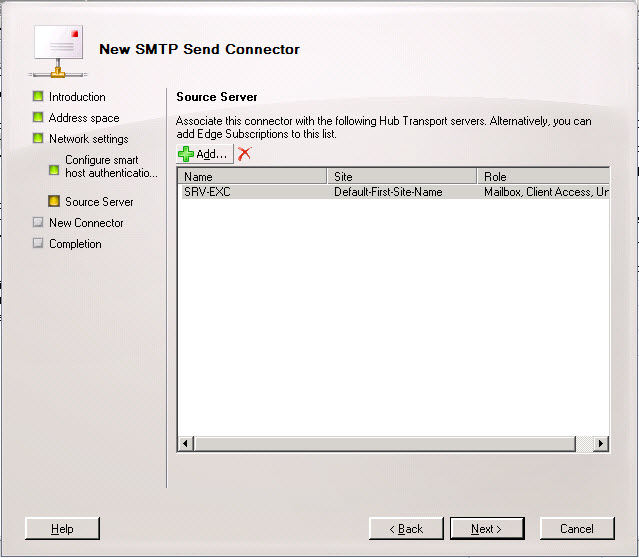 New SMTP Send Connector
Introduction
Address space
Network settings
Configure smart
host authenticatio...
Source Server
New Connector
Completion
Source Server
Associate this connector with the following Hub Transport servers. Alternatively, you can
add Edge Subscriptions to this list.
Add...
Name Site Role
SRV-EXC Default-First-Site-Name Mailbox, Client Access, Un
Help < Back Next > Cancel